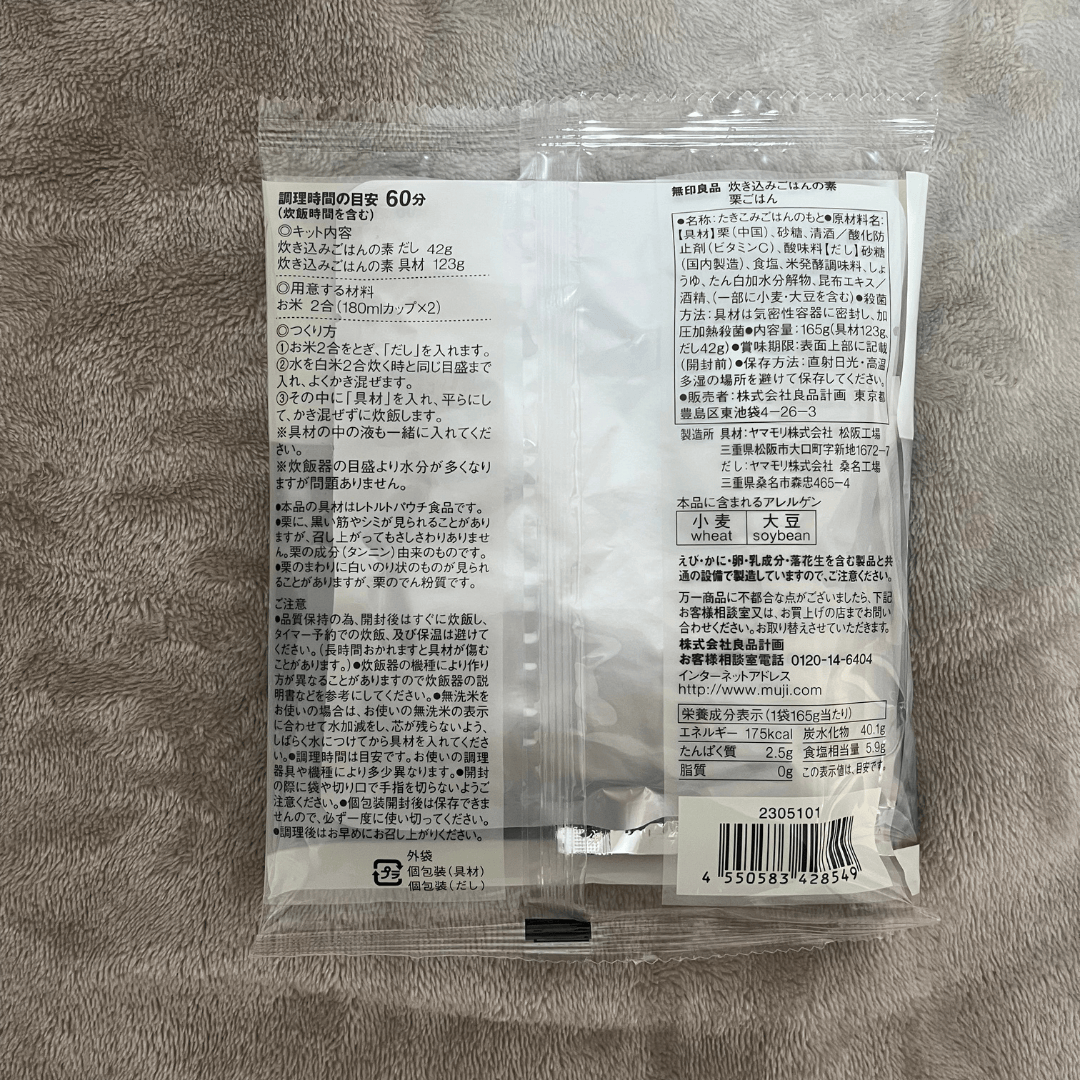 調理時間の目安 60分
(炊飯時間を含む)
◎キット内容
炊き込みごはんの素 だし 42g
炊き込みごはんの素 具材 123g
◎用意する材料
お米 2合(180mlカップ×2)
◎つくり方
①お米2合をとぎ、「だし」を入れます。
②水を白米2合炊く時と同じ目盛まで
入れ、よくかき混ぜます。
③その中に「具材」を入れ、平らにし
て、かき混ぜずに炊飯します。
※具材の中の液も一緒に入れてくだ
さい。
※炊飯器の目盛より水分が多くなり
ますが問題ありません。
●本品の具材はレトルトパウチ食品です。
●栗に、黒い筋やシミが見られることがあり
ますが、召し上がってもさしさわりありませ
ん。栗の成分(タンニン)由来のものです。
●栗のまわりに白いのり状のものが見られ
ることがありますが、栗のでん粉質です。
ご注意
●品質保持の為、開封後はすぐに炊飯し、
タイマー予約での炊飯、及び保温は避けて
ください。(長時間おかれますと具材が傷む
ことがあります。)●炊飯器の機種により作り
方が異なることがありますので炊飯器の説
明書などを参考にしてください。●無洗米を
お使いの場合は、お使いの無洗米の表示
に合わせて水加減をし、芯が残らないよう、
しばらく水につけてから具材を入れてくださ
い。●調理時間は目安です。お使いの調理
器具や機種により多少異なります。●開封
の際に袋や切り口で手指を切らないようご
注意ください。●個包装開封後は保存できま
せんので、必ず一度に使い切ってください。
●調理後はお早めにお召し上がりください。
プラ
外袋
個包装(具材)
個包装(だし)
無印良品 炊き込みごはんの素
栗ごはん
●名称:たきこみごはんのもと●原材料名:
【具材】栗(中国)、砂糖、清酒/酸化防
止剤(ビタミンC)、酸味料【だし】砂糖
(国内製造)、食塩、米発酵調味料、しょ
うゆ、たん白加水分解物、昆布エキス/
酒精、(一部に小麦・大豆を含む)●殺菌
方法:具材は気密性容器に密封し、加
圧加熱殺菌●内容量:165g(具材123g、
だし42g)●賞味期限:表面上部に記載
(開封前)●保存方法:直射日光・高温
多湿の場所を避けて保存してください。
●販売者:株式会社良品計画 東京都
豊島区東池袋4-26-3
製造所 具材:ヤマモリ株式会社 松阪工場
三重県松阪市大口町字新地1672-7
だし:ヤマモリ株式会社 桑名工場
三重県桑名市森忠465-4
本品に含まれるアレルゲン
小麦 大豆
wheat soybean
えび・かに・卵・乳成分・落花生を含む製品と共
通の設備で製造していますので、ご注意ください。
万一商品に不都合な点がございましたら、下記
お客様相談室又は、お買上げの店までお問い
合わせください。お取り替えさせていただきます。
株式会社良品計画
お客様相談室電話 0120-14-6404
インターネットアドレス
http://www.muji.com
栄養成分表示(1袋165g当たり)
エネルギー 175kcal 炭水化物 40.1g
たんぱく質 2.5g 食塩相当量 5.9g
脂質 0g この表示値は、目安です。
2305101
4 550583 428549